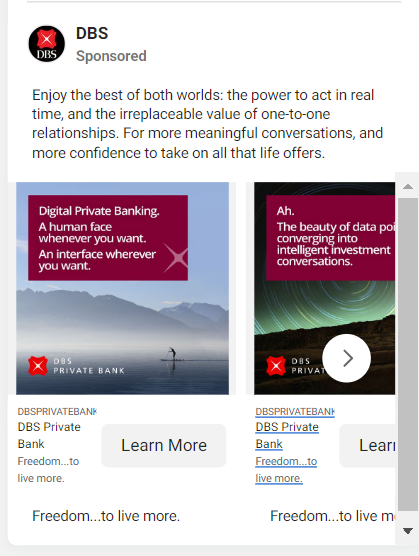 DBS
Sponsored
DBS
Enjoy the best of both worlds: the power to act in real
time, and the irreplaceable value of one-to-one
relationships. For more meaningful conversations, and
more confidence to take on all that life offers.
Digital Private Banking.
A human face
whenever you want.
An interface wherever
you want.
DBS
PRIVATE BANK
DBSPRIVATEBANK
DBS Private
Bank
Freedom...to
live more.
Learn More
Freedom...to live more.
Ah.
The beauty of data poi
converging into
intelligent investment
conversations.
DBS
PRIVAT
DBSPRIVATEBANK
DBS Private
Bank
Freedom...to
live more.
Lear
Freedom...to live m